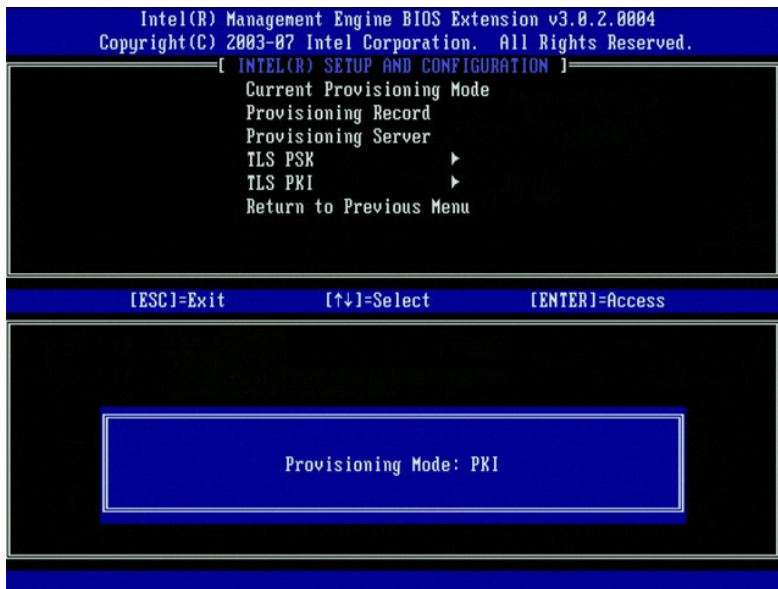 Intel(R) Management Engine BIOS Extension v3.0.2.0004
Copyright(C) 2003-07 Intel Corporation. All Rights Reserved.
[ INTEL(R) SETUP AND CONFIGURATION ]
Current Provisioning Mode
Provisioning Record
Provisioning Server
TLS PSK ►
TLS PKI ►
Return to Previous Menu
[ESC]=Exit [↑↓]=Select [ENTER]=Access
Provisioning Mode: PKI